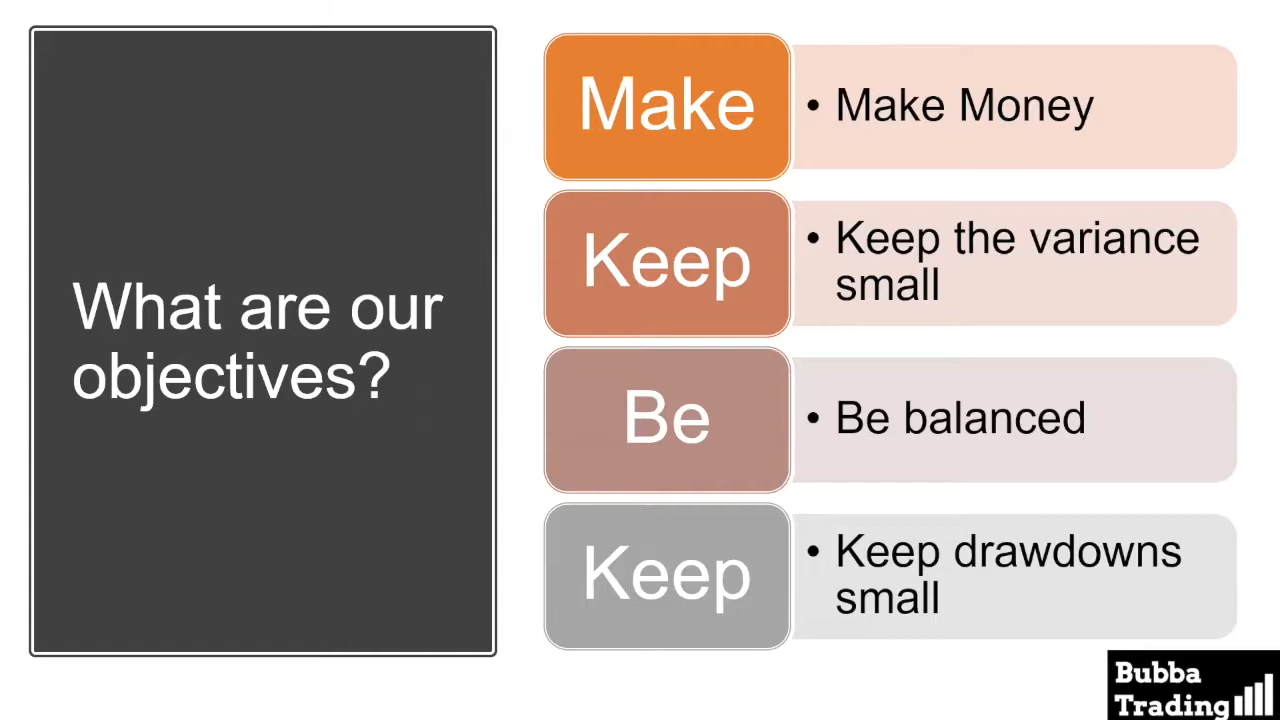 What are our
objectives?
Make
• Make Money
Keep
• Keep the variance
small
Be
• Be balanced
Keep
• Keep drawdowns
small
Bubba
Trading